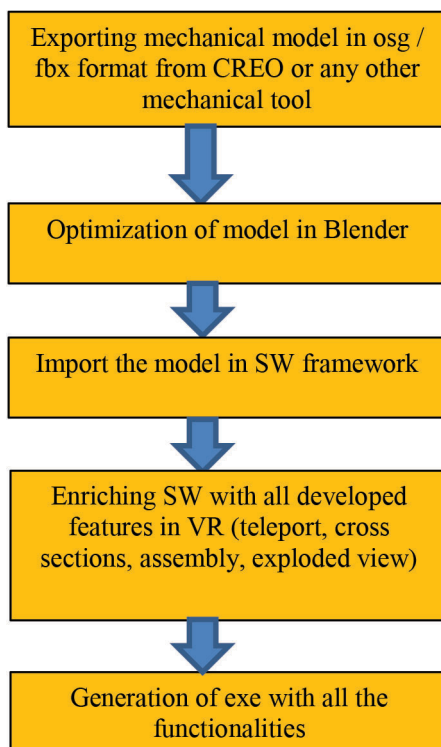 Exporting mechanical model in osg /
fbx format from CREO or any other
mechanical tool
Optimization of model in Blender
Import the model in SW framework
Enriching SW with all developed
features in VR (teleport, cross
sections, assembly, exploded view)
Generation of exe with all the
functionalities